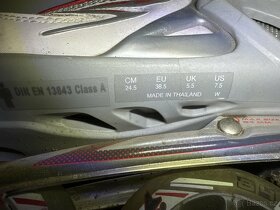 DIN EN 13843 Class A
CM EU UK US
24.5 38.5 5.5 7.5
MADE IN THAILAND W